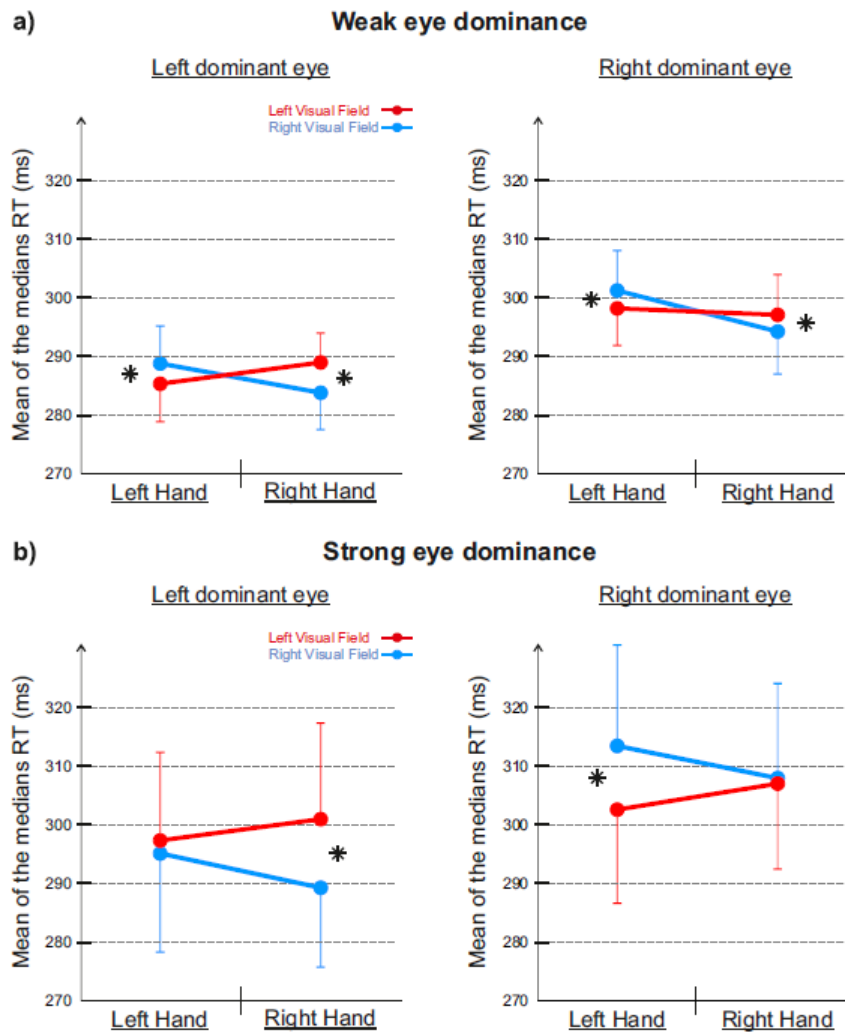 a) Weak eye dominance
Left dominant eye
Right dominant eye
Left Visual Field
Right Visual Field
Mean of the medians RT (ms)
320
310
300
290
280
270
*
*
Left Hand
Right Hand
Mean of the medians RT (ms)
320
310
300
290
280
270
*
*
Left Hand
Right Hand
b) Strong eye dominance
Left dominant eye
Right dominant eye
Left Visual Field
Right Visual Field
Mean of the medians RT (ms)
320
310
300
290
280
270
*
Left Hand
Right Hand
Mean of the medians RT (ms)
320
310
300
290
280
270
*
Left Hand
Right Hand